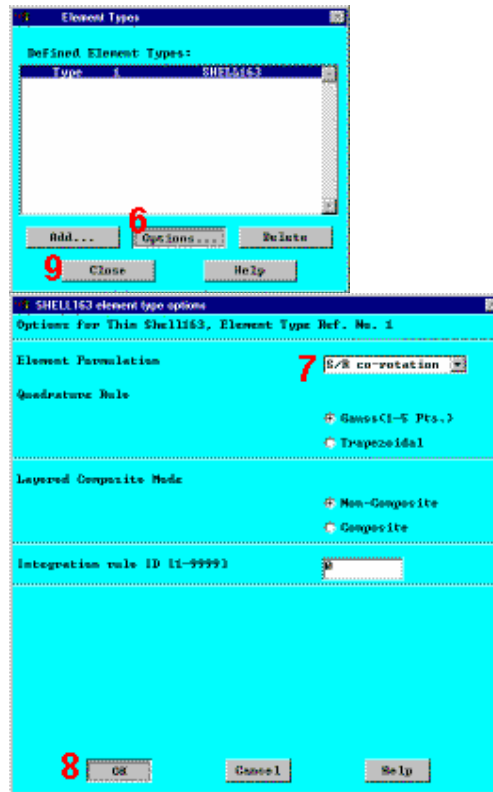 Element Types
Defined Element Types:
Type 1 SHELL163
6
Add... Options... Delete
9 Close Help
SHELL163 element type options
Options for Thin Shell163, Element Type Ref. No. 1
Element Formulation 7 S/R co-rotation
Quadrature Rule
Gauss(1-5 Pts.)
Trapezoidal
Layered Composite Mode
Non-Composite
Composite
Integration rule ID [1-9999] 0
8 OK Cancel Help